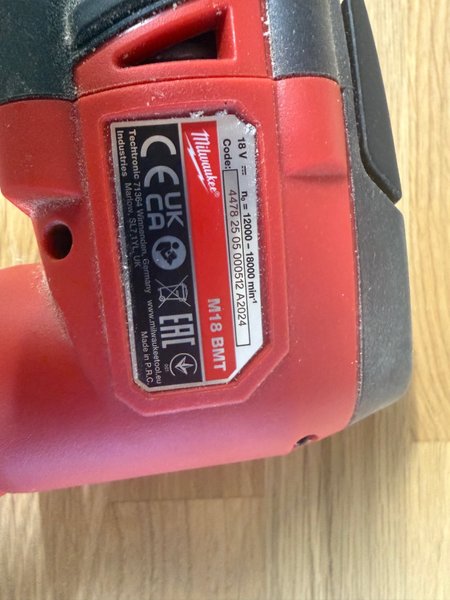 18 V ⎓ n₀ = 12000 – 18000 min⁻¹
Code: 4478 25 05 000512 A2024
Milwaukee®
M18 BMT
CE UK CA EAC
001
Techtronic Industries
71364 Winnenden, Germany
Marlow, SL7 1YL, UK
www.milwaukeetool.eu
Made in P.R.C.